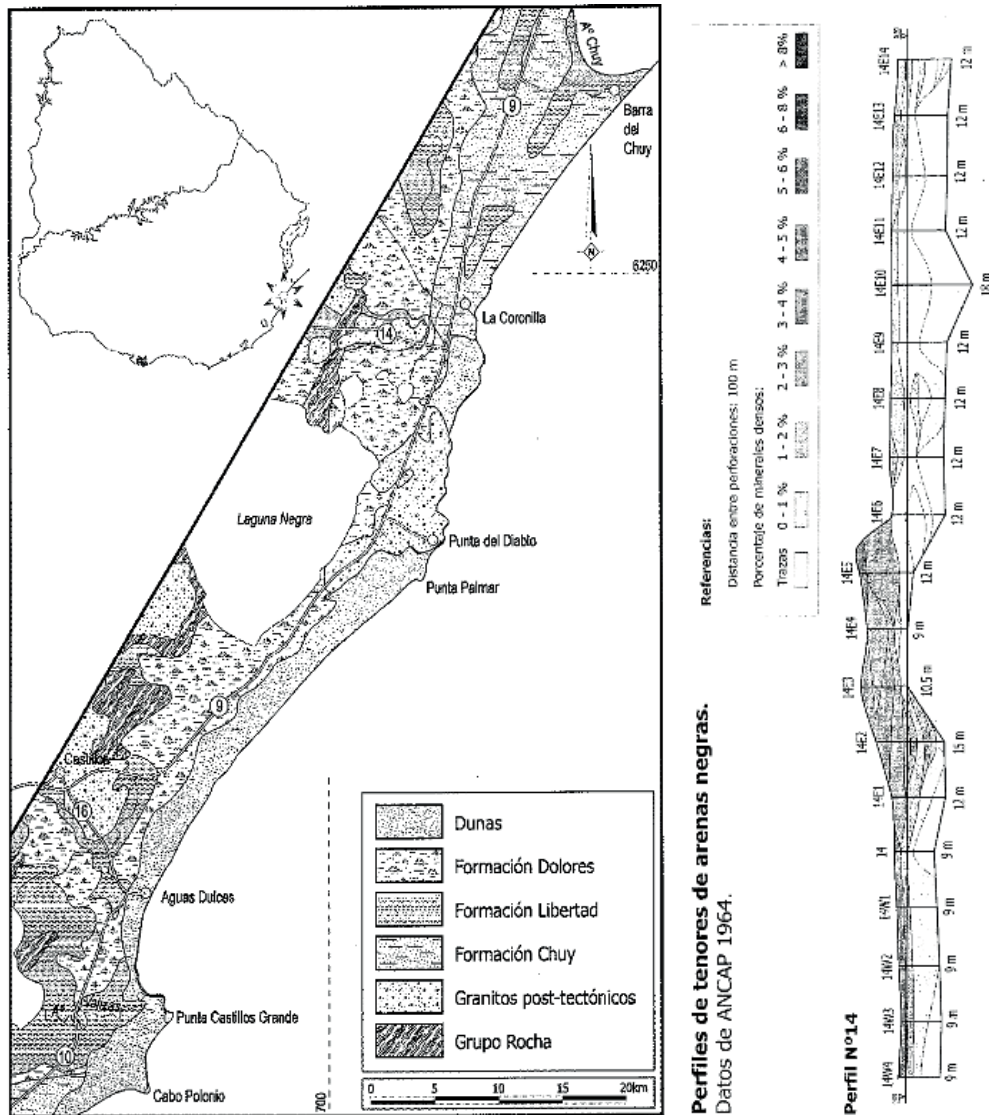 Aº Chuy
9
Barra
del
Chuy
N
6250
La Coronilla
14
Laguna Negra
Punta del Diablo
Punta Palmar
9
Castillos
16
Aguas Dulces
Aº Valizas
Punta Castillos Grande
10
Cabo Polonio
700
Dunas
Formación Dolores
Formación Libertad
Formación Chuy
Granitos post-tectónicos
Grupo Rocha
0 5 10 15 20km
Perfiles de tenores de arenas negras.
Datos de ANCAP 1964.
Referencias:
Distancia entre perforaciones: 100 m
Porcentaje de minerales densos:
Trazas 0 - 1 % 1 - 2 % 2 - 3 % 3 - 4 % 4 - 5 % 5 - 6 % 6 - 8 % > 8%
Perfil Nº14
14W4 14W3 14W2 14W1 14 14E1 14E2 14E3 14E4 14E5 14E6 14E7 14E8 14E9 14E10 14E11 14E12 14E13 14E14
9 m 9 m 9 m 9 m 9 m 12 m 15 m 10.5 m 9 m 12 m 12 m 12 m 12 m 12 m 18 m 12 m 12 m 12 m 12 m